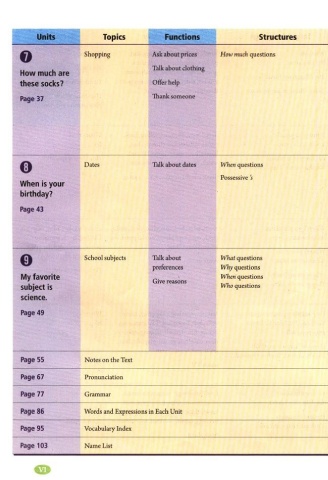 Units Topics Functions Structures
7 Shopping Ask about prices How much questions
How much are these socks? Talk about clothing
Page 37 Offer help
Thank someone
8 Dates Talk about dates When questions
When is your birthday? Possessive 's
Page 43
9 School subjects Talk about preferences What questions
My favorite subject is science. Give reasons Why questions
Page 49 When questions
Who questions
Page 55 Notes on the Text
Page 67 Pronunciation
Page 77 Grammar
Page 86 Words and Expressions in Each Unit
Page 95 Vocabulary Index
Page 103 Name List
VI